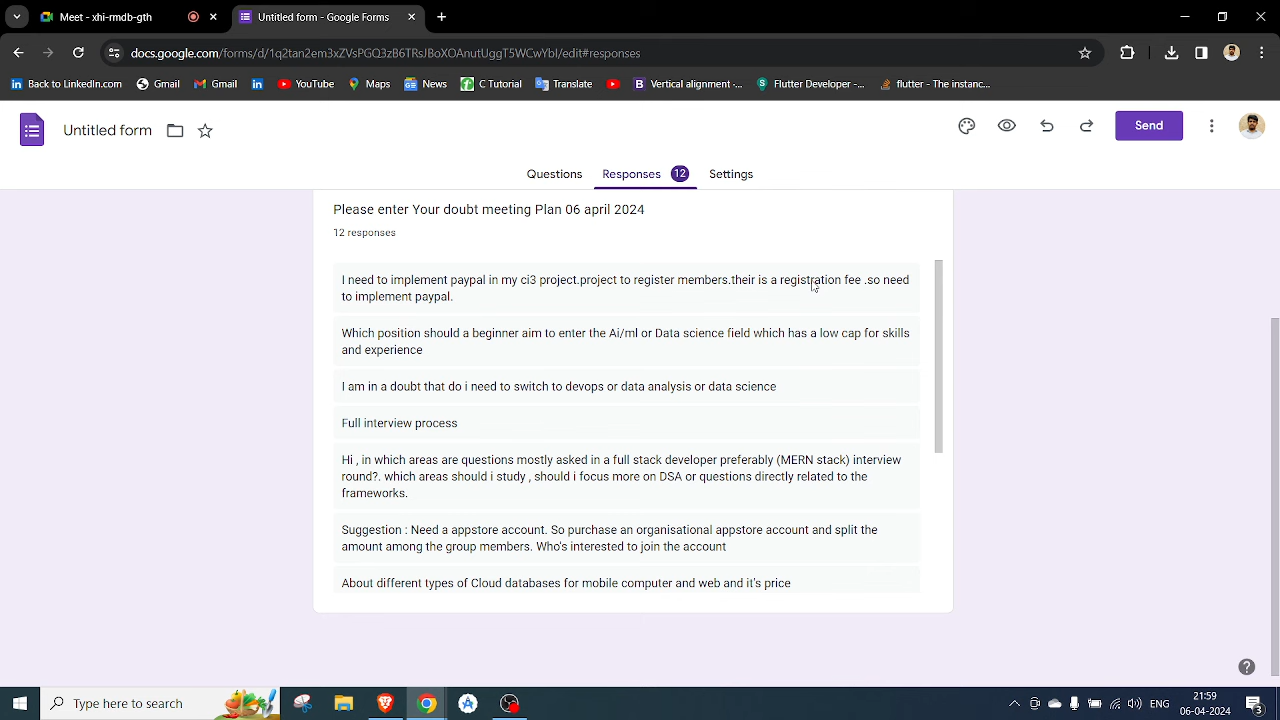 Meet - xhi-rmdb-gth
Untitled form - Google Forms
docs.google.com/forms/d/1q2tan2em3xZVsPGQ3zB6TRsJBoXOAnutUggT5WCwYbI/edit#responses
Back to LinkedIn.com
Gmail
Gmail
YouTube
Maps
News
C Tutorial
Translate
Vertical alignment -...
Flutter Developer -...
flutter - The instanc...
Untitled form
Send
Questions
Responses
12
Settings
Please enter Your doubt meeting Plan 06 april 2024
12 responses
I need to implement paypal in my ci3 project.project to register members.their is a registration fee .so need
to implement paypal.
Which position should a beginner aim to enter the Ai/ml or Data science field which has a low cap for skills
and experience
I am in a doubt that do i need to switch to devops or data analysis or data science
Full interview process
Hi , in which areas are questions mostly asked in a full stack developer preferably (MERN stack) interview
round?. which areas should i study , should i focus more on DSA or questions directly related to the
frameworks.
Suggestion : Need a appstore account. So purchase an organisational appstore account and split the
amount among the group members. Who's interested to join the account
About different types of Cloud databases for mobile computer and web and it's price
Type here to search
ENG
21:59
06-04-2024
3